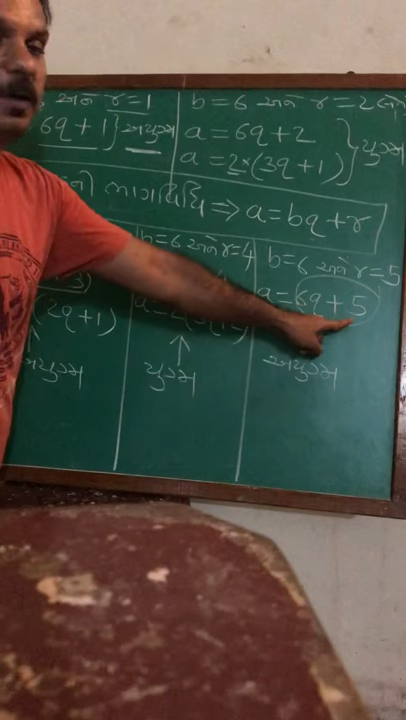 અને r=1
6q+1} અયુગ્મ
b=6 અને r=2
a=6q+2
a=2×(3q+1)} યુગ્મ
ભાગવિધિ ⇒ a=bq+r
(2q+1)
અયુગ્મ
b=6 અને r=4
યુગ્મ
b=6 અને r=5
a=6q+5
અયુગ્મ